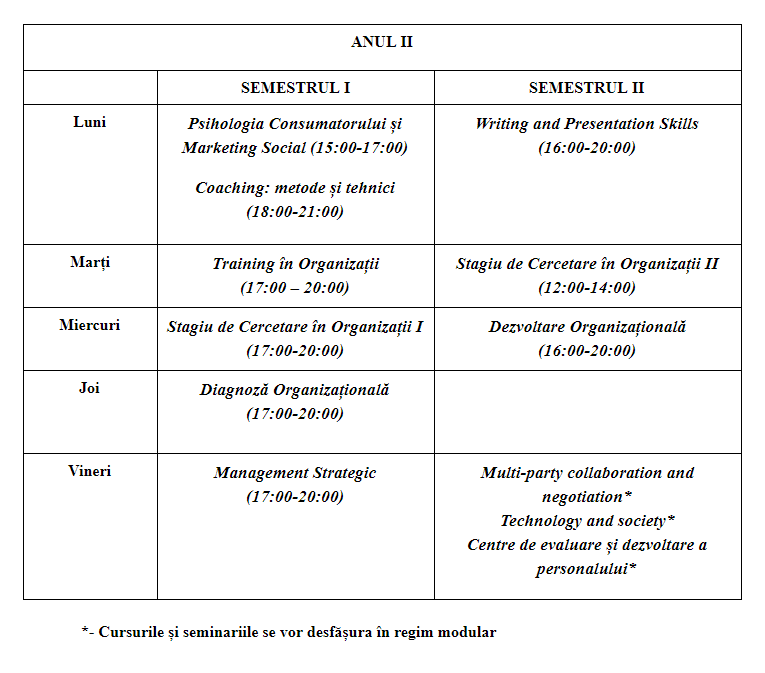 ANUL II
SEMESTRUL I
SEMESTRUL II
Luni
Psihologia Consumatorului și
Marketing Social (15:00-17:00)
Coaching: metode și tehnici
(18:00-21:00)
Writing and Presentation Skills
(16:00-20:00)
Marți
Training în Organizații
(17:00 – 20:00)
Stagiu de Cercetare în Organizații II
(12:00-14:00)
Miercuri
Stagiu de Cercetare în Organizații I
(17:00-20:00)
Dezvoltare Organizațională
(16:00-20:00)
Joi
Diagnoză Organizațională
(17:00-20:00)
Vineri
Management Strategic
(17:00-20:00)
Multi-party collaboration and
negotiation*
Technology and society*
Centre de evaluare și dezvoltare a
personalului*
*- Cursurile și seminariile se vor desfășura în regim modular